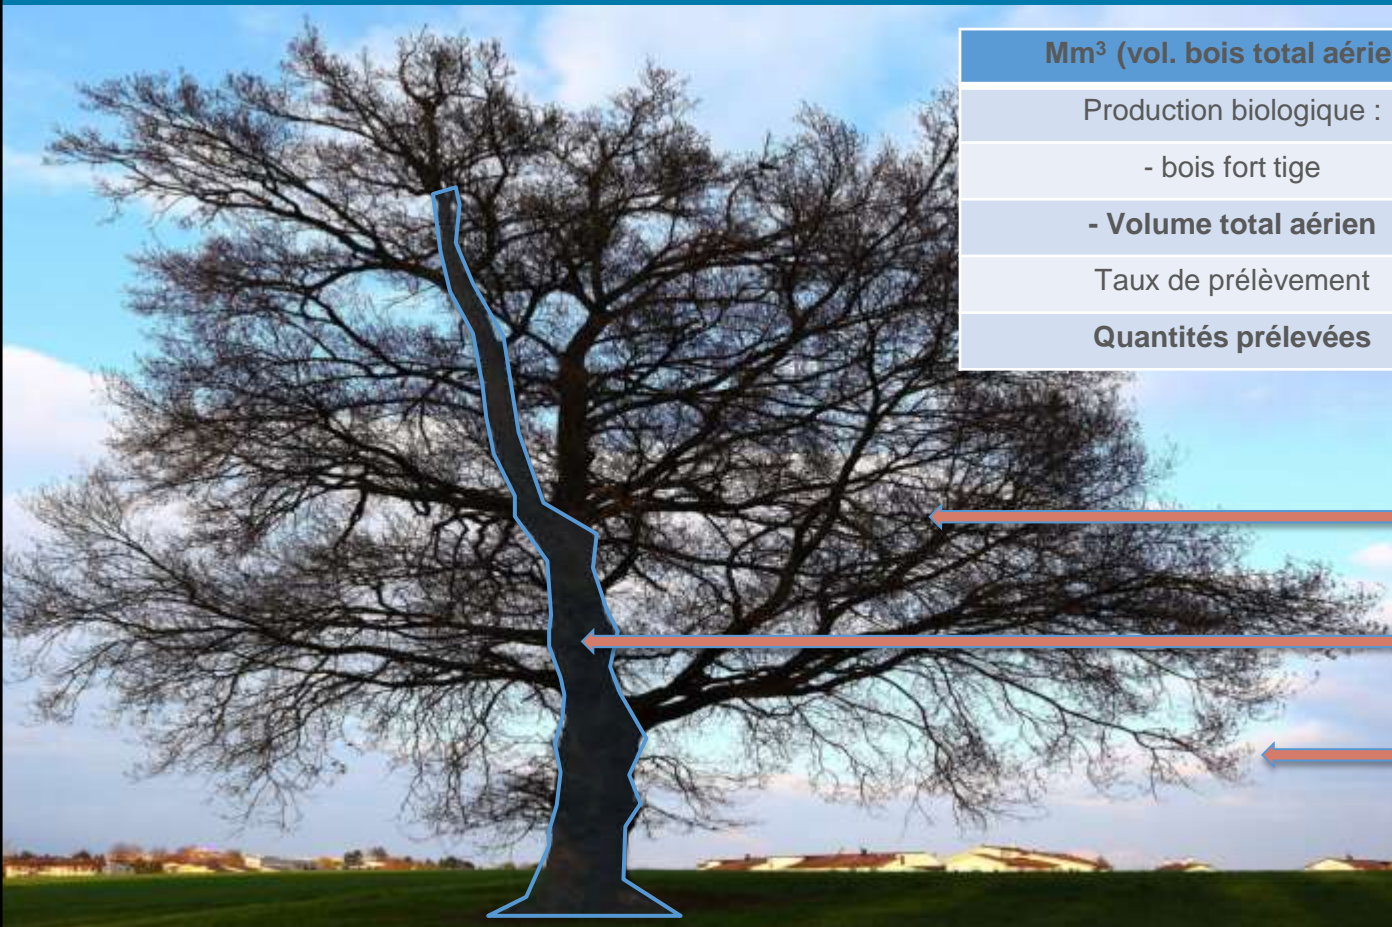 Mm³ (vol. bois total aérie
Production biologique :
- bois fort tige
- Volume total aérien
Taux de prélèvement
Quantités prélevées